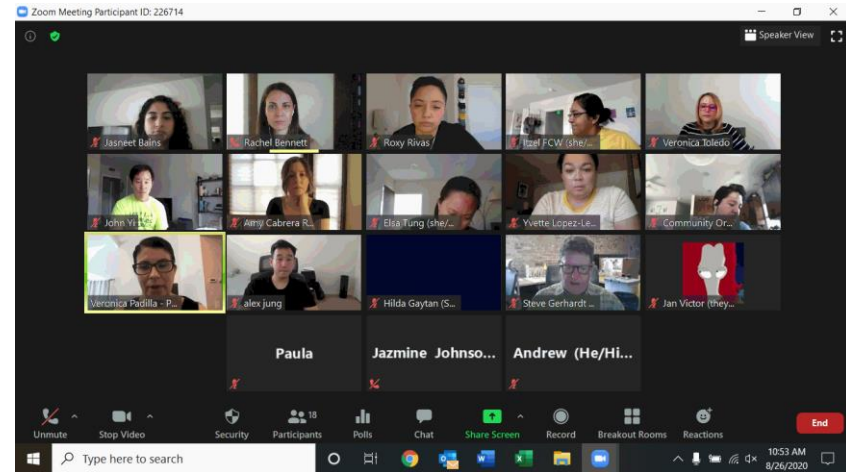 Zoom Meeting Participant ID: 226714
Speaker View
Jasneet Bains
Rachel Bennett
Roxy Rivas
Itzel FCW (she/...
Veronica Toledo
John Yi
Amy Cabrera R...
Elsa Tung (she/...
Yvette Lopez-Le...
Community Or...
Veronica Padilla - P...
alex jung
Hilda Gaytan (S...
Steve Gerhardt ...
Jan Victor (they...
Paula
Jazmine Johnso...
Andrew (He/Hi...
Unmute
Stop Video
Security
Participants
18
Polls
Chat
Share Screen
Record
Breakout Rooms
Reactions
End
Type here to search
10:53 AM
8/26/2020